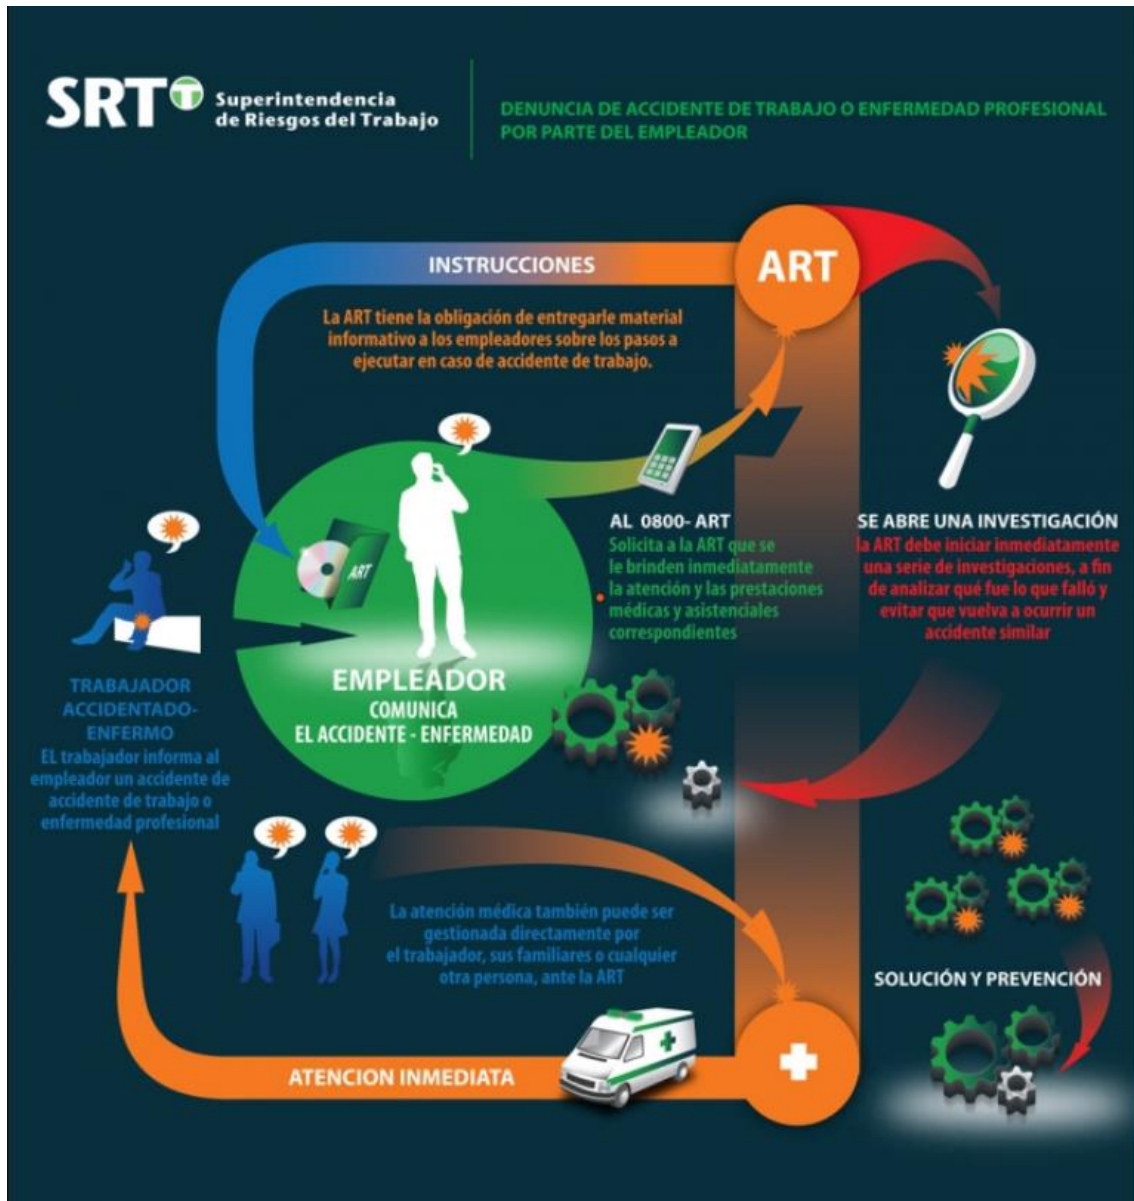 SRT T Superintendencia
de Riesgos del Trabajo
DENUNCIA DE ACCIDENTE DE TRABAJO O ENFERMEDAD PROFESIONAL
POR PARTE DEL EMPLEADOR
ART
INSTRUCCIONES
La ART tiene la obligación de entregarle material
informativo a los empleadores sobre los pasos a
ejecutar en caso de accidente de trabajo.
AL 0800- ART
Solicita a la ART que se
le brinden inmediatamente
la atención y las prestaciones
médicas y asistenciales
correspondientes
SE ABRE UNA INVESTIGACIÓN
la ART debe iniciar inmediatamente
una serie de investigaciones, a fin
de analizar qué fue lo que falló y
evitar que vuelva a ocurrir un
accidente similar
ART
EMPLEADOR
COMUNICA
EL ACCIDENTE - ENFERMEDAD
TRABAJADOR
ACCIDENTADO-
ENFERMO
EL trabajador informa al
empleador un accidente de
accidente de trabajo o
enfermedad profesional
La atención médica también puede ser
gestionada directamente por
el trabajador, sus familiares o cualquier
otra persona, ante la ART
SOLUCIÓN Y PREVENCIÓN
ATENCION INMEDIATA